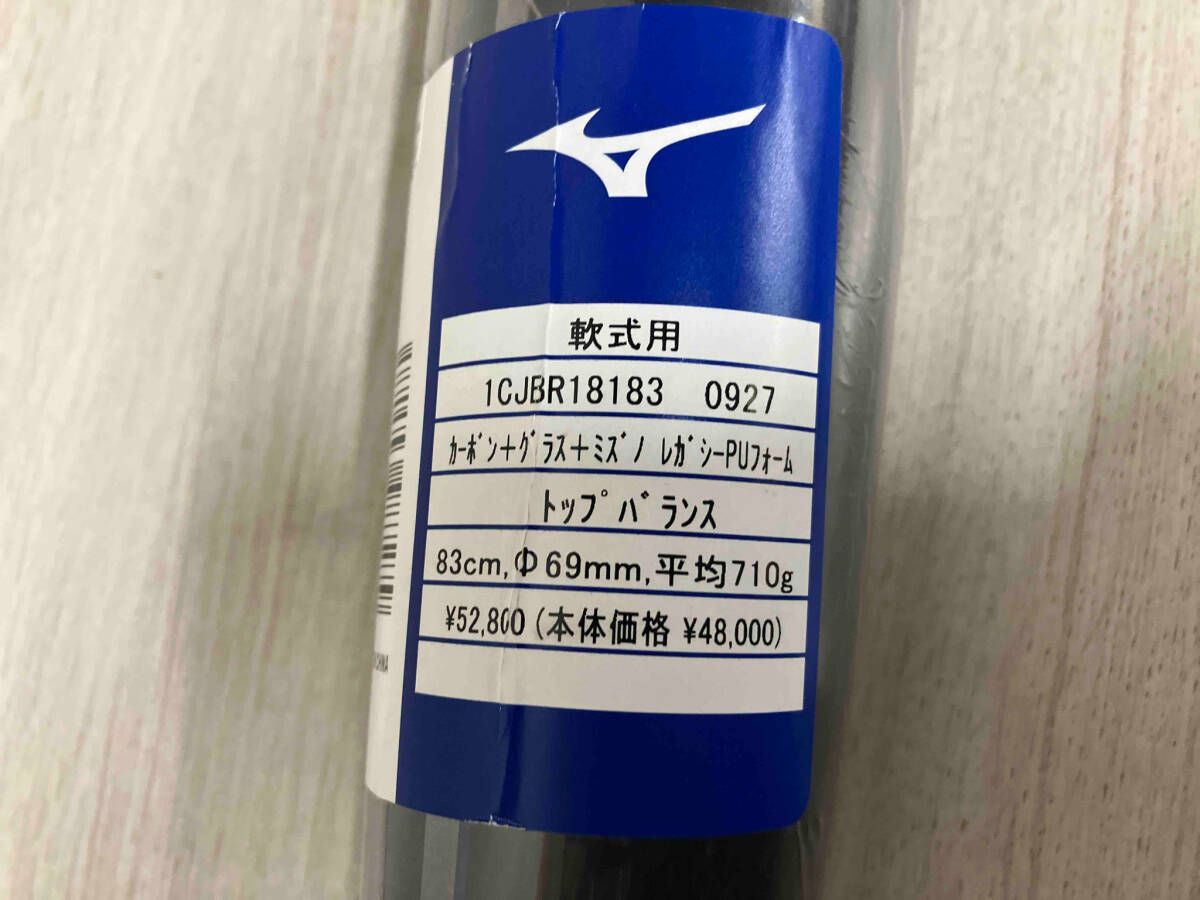 軟式用
1CJBR18183 0927
ｶｰﾎﾞﾝ+ｸﾞﾗｽ+ﾐｽﾞﾉ ﾚｶﾞｼｰPUﾌｫｰﾑ
ﾄｯﾌﾟﾊﾞﾗﾝｽ
83cm,Φ69mm,平均710g
¥52,800 (本体価格 ¥48,000)